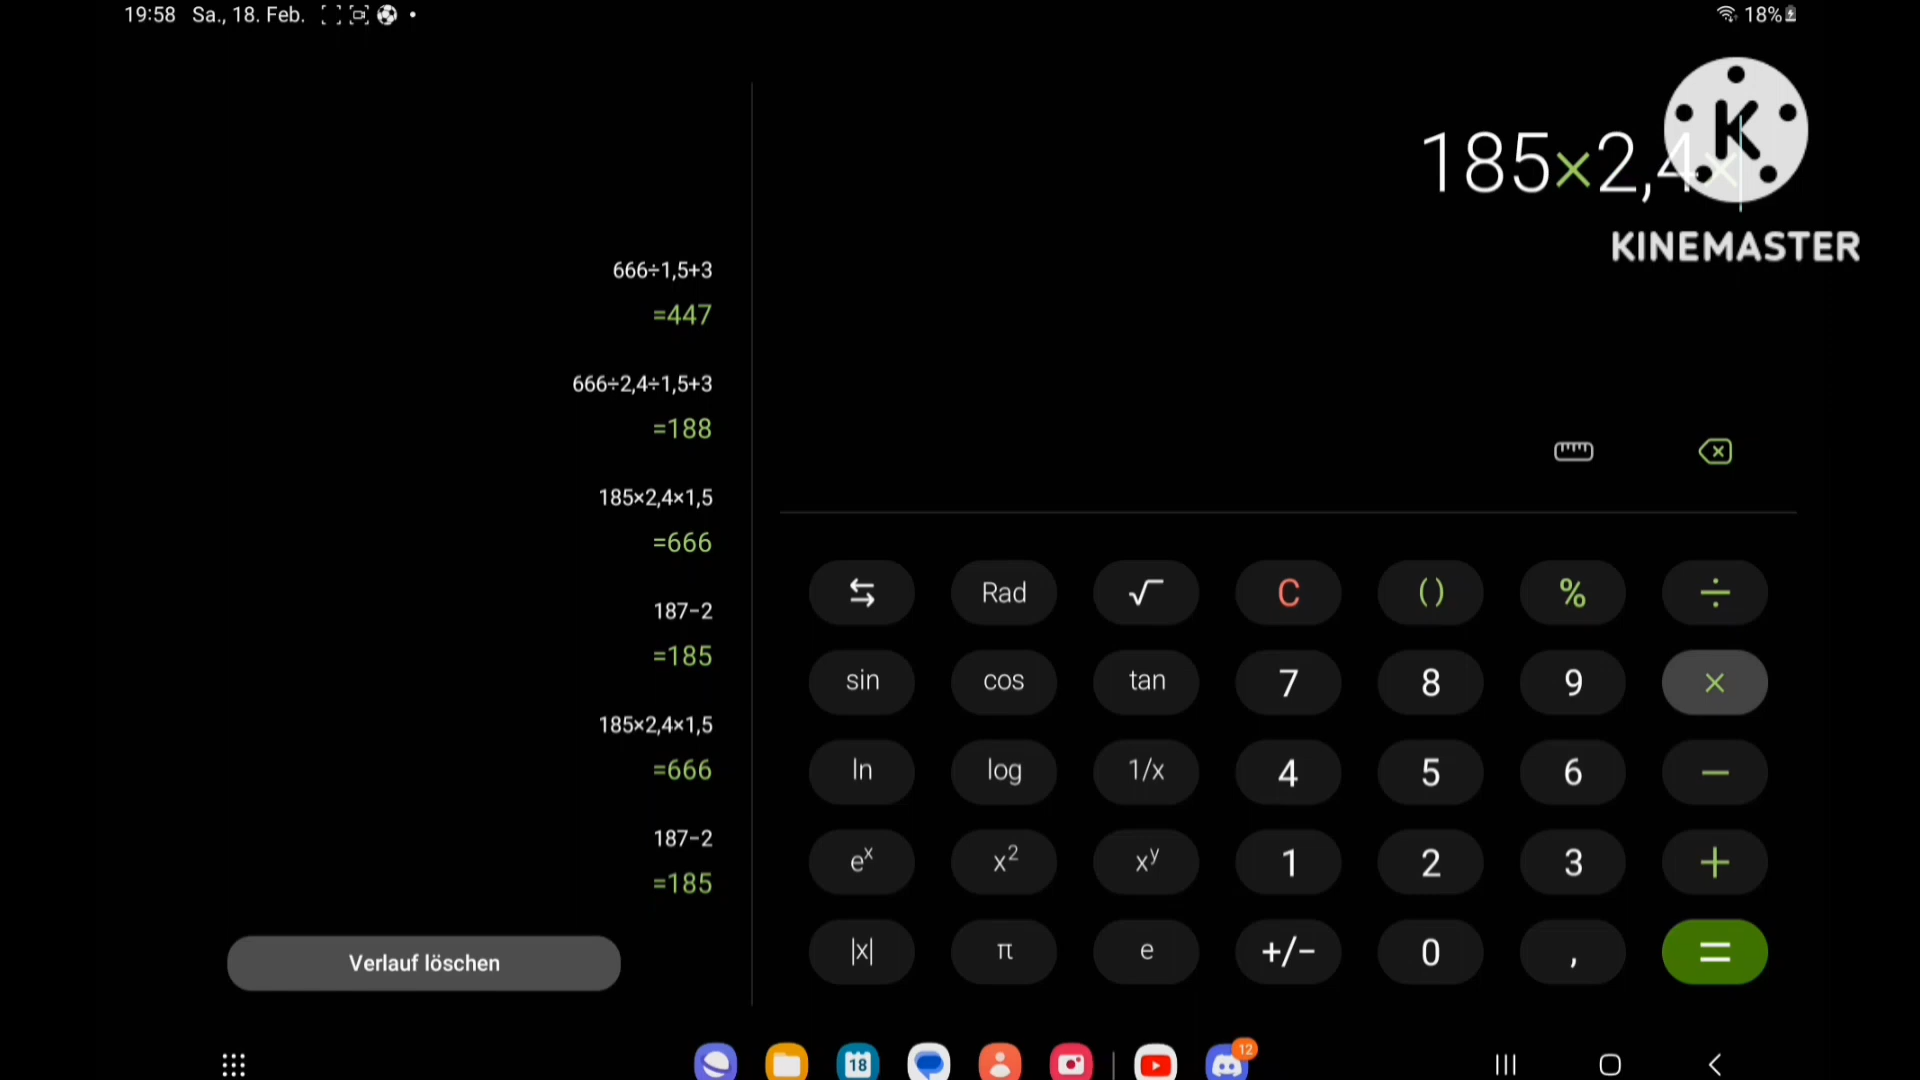 19:58 Sa., 18. Feb.
18%
185×2,4×
K
KINEMASTER
666÷1,5+3
=447
666÷2,4÷1,5+3
=188
185×2,4×1,5
=666
187−2
=185
185×2,4×1,5
=666
187−2
=185
Verlauf löschen
Rad √ C () % ÷
sin cos tan 7 8 9 ×
ln log 1/x 4 5 6 −
eˣ x² xʸ 1 2 3 +
|x| π e +/− 0 , =
18
12